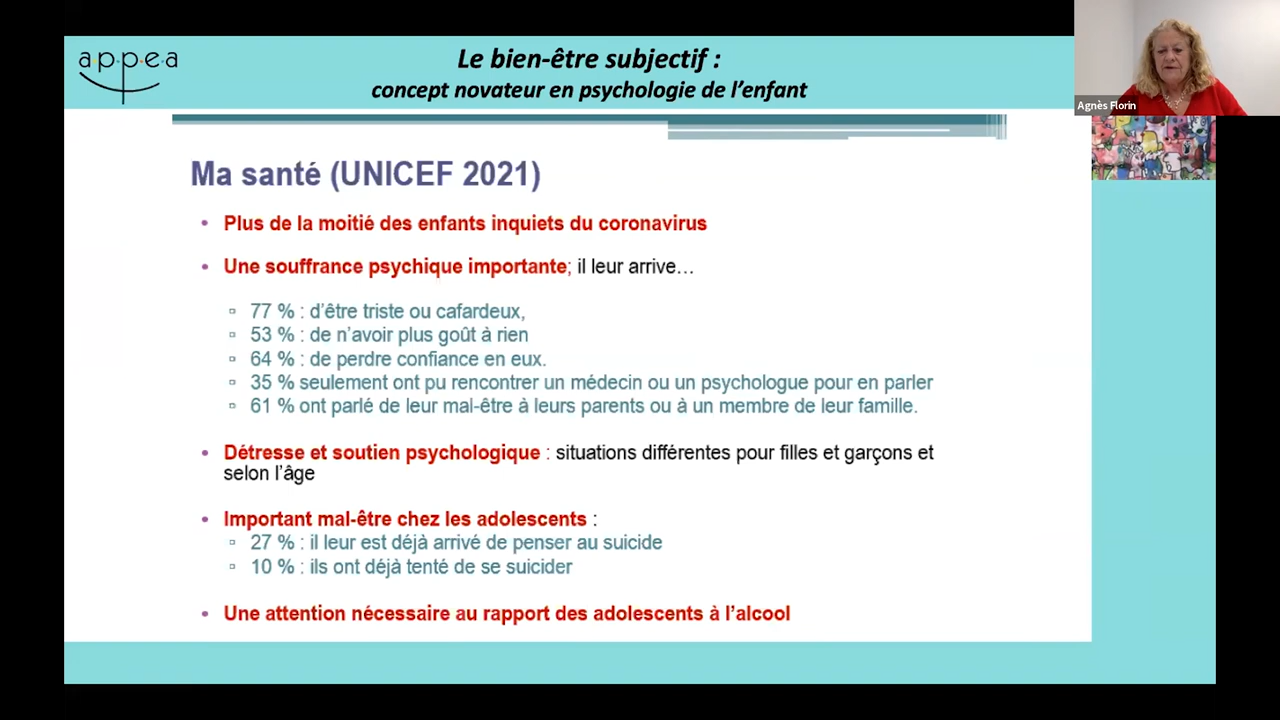 appea
Le bien-être subjectif :
concept novateur en psychologie de l'enfant
Agnès Florin
Ma santé (UNICEF 2021)
• Plus de la moitié des enfants inquiets du coronavirus
• Une souffrance psychique importante; il leur arrive…
▫ 77 % : d'être triste ou cafardeux,
▫ 53 % : de n'avoir plus goût à rien
▫ 64 % : de perdre confiance en eux.
▫ 35 % seulement ont pu rencontrer un médecin ou un psychologue pour en parler
▫ 61 % ont parlé de leur mal-être à leurs parents ou à un membre de leur famille.
• Détresse et soutien psychologique : situations différentes pour filles et garçons et
selon l'âge
• Important mal-être chez les adolescents :
▫ 27 % : il leur est déjà arrivé de penser au suicide
▫ 10 % : ils ont déjà tenté de se suicider
• Une attention nécessaire au rapport des adolescents à l'alcool